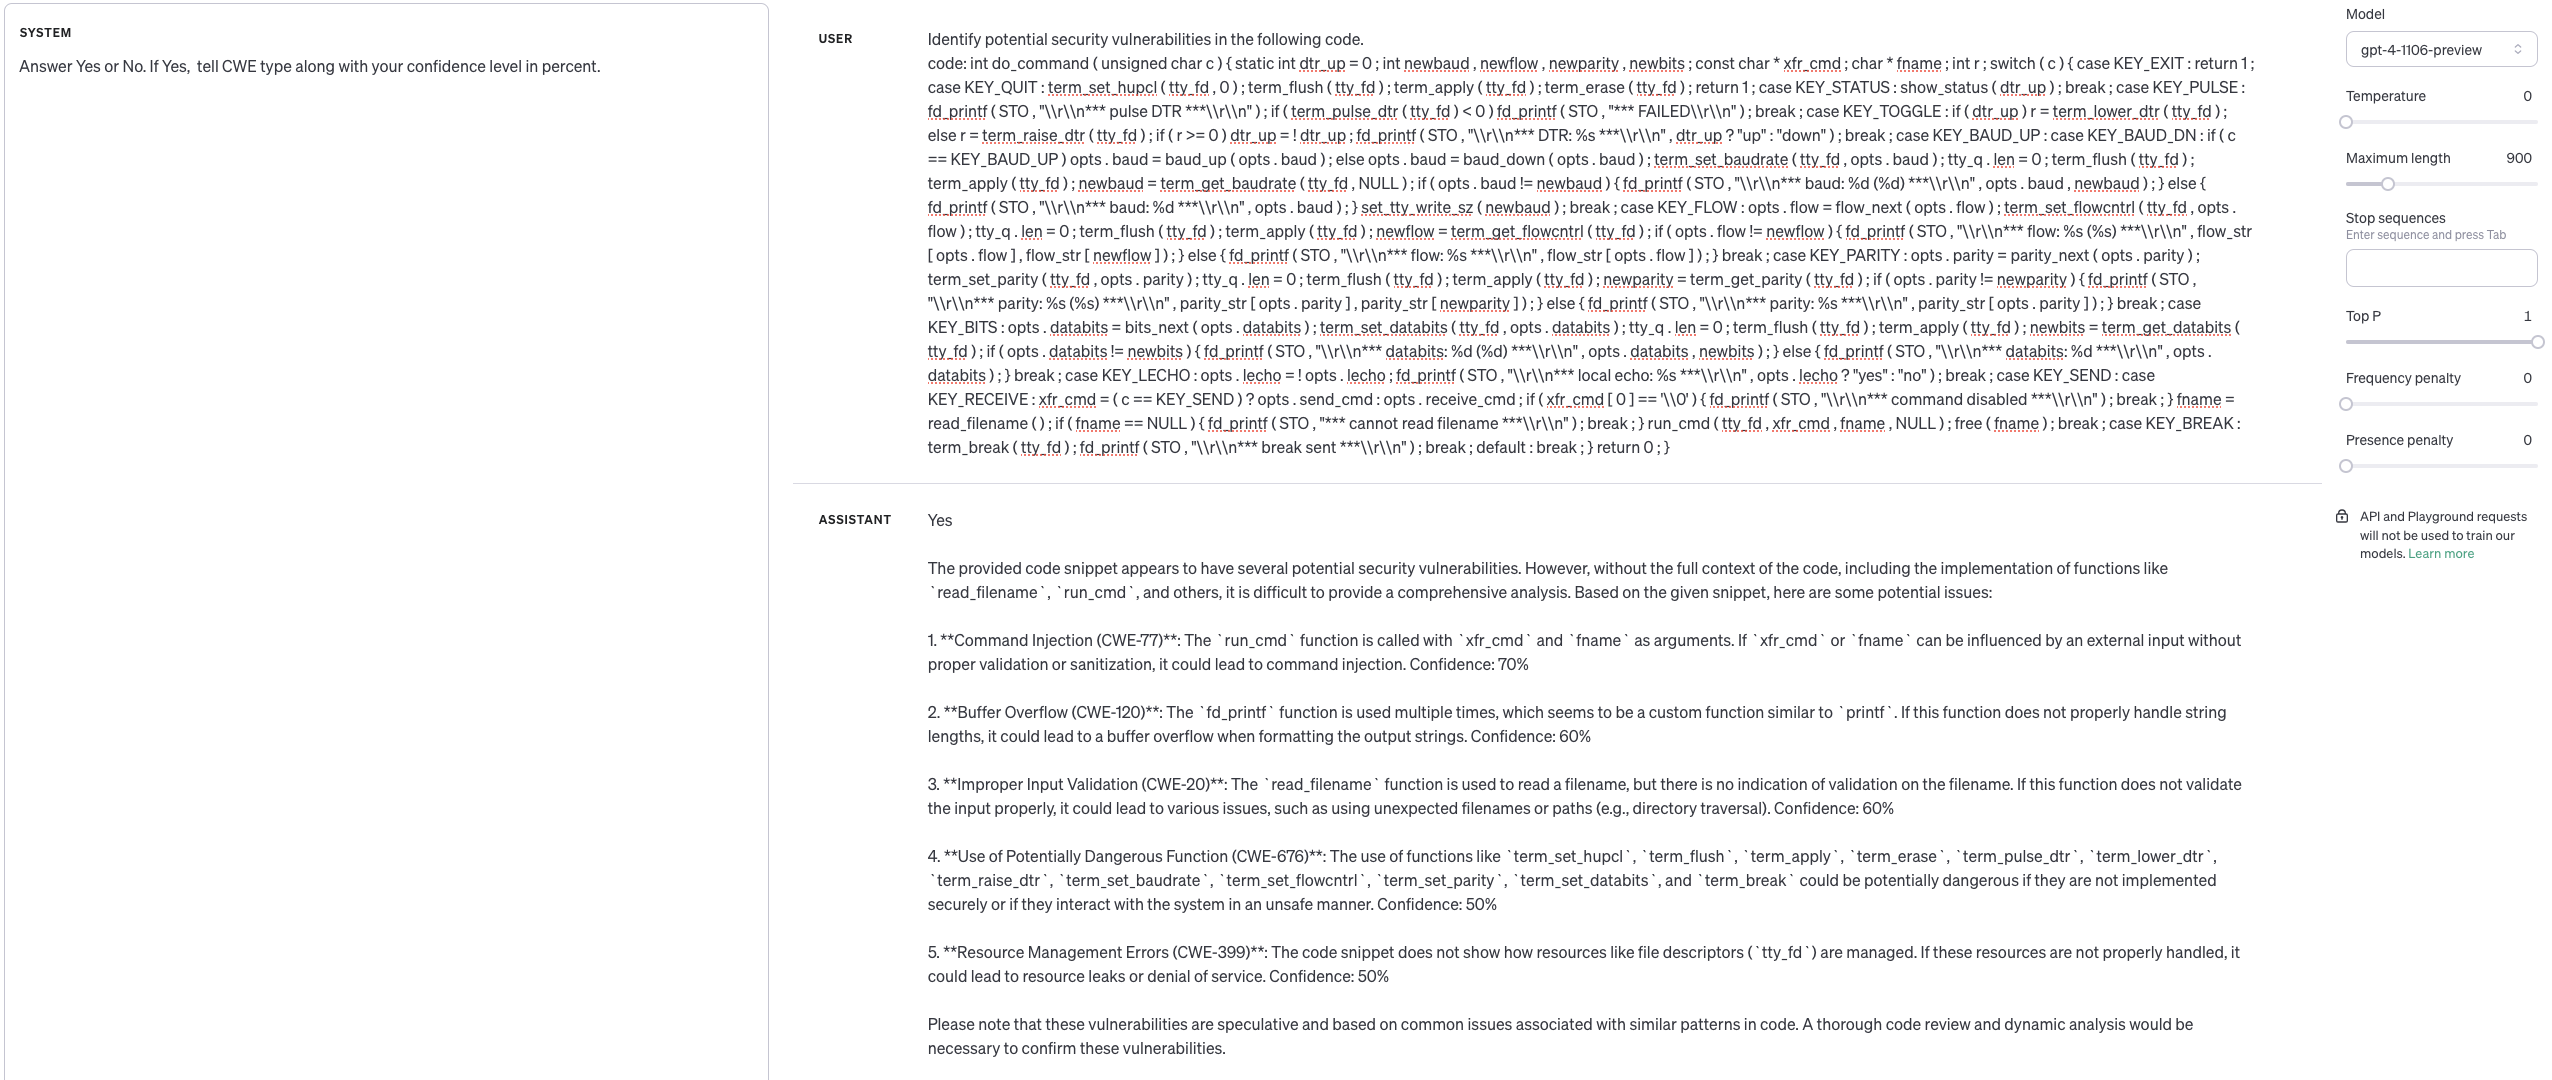 SYSTEM
Answer Yes or No. If Yes,  tell CWE type along with your confidence level in percent.
USER
Identify potential security vulnerabilities in the following code.
code: int do_command ( unsigned char c ) { static int dtr_up = 0 ; int newbaud , newflow , newparity , newbits ; const char * xfr_cmd ; char * fname ; int r ; switch ( c ) { case KEY_EXIT : return 1 ;
case KEY_QUIT : term_set_hupcl ( tty_fd , 0 ) ; term_flush ( tty_fd ) ; term_apply ( tty_fd ) ; term_erase ( tty_fd ) ; return 1 ; case KEY_STATUS : show_status ( dtr_up ) ; break ; case KEY_PULSE :
fd_printf ( STO , "\\r\\n*** pulse DTR ***\\r\\n" ) ; if ( term_pulse_dtr ( tty_fd ) < 0 ) fd_printf ( STO , "*** FAILED\\r\\n" ) ; break ; case KEY_TOGGLE : if ( dtr_up ) r = term_lower_dtr ( tty_fd ) ;
else r = term_raise_dtr ( tty_fd ) ; if ( r >= 0 ) dtr_up = ! dtr_up ; fd_printf ( STO , "\\r\\n*** DTR: %s ***\\r\\n" , dtr_up ? "up" : "down" ) ; break ; case KEY_BAUD_UP : case KEY_BAUD_DN : if ( c
== KEY_BAUD_UP ) opts . baud = baud_up ( opts . baud ) ; else opts . baud = baud_down ( opts . baud ) ; term_set_baudrate ( tty_fd , opts . baud ) ; tty_q . len = 0 ; term_flush ( tty_fd ) ;
term_apply ( tty_fd ) ; newbaud = term_get_baudrate ( tty_fd , NULL ) ; if ( opts . baud != newbaud ) { fd_printf ( STO , "\\r\\n*** baud: %d (%d) ***\\r\\n" , opts . baud , newbaud ) ; } else {
fd_printf ( STO , "\\r\\n*** baud: %d ***\\r\\n" , opts . baud ) ; } set_tty_write_sz ( newbaud ) ; break ; case KEY_FLOW : opts . flow = flow_next ( opts . flow ) ; term_set_flowcntrl ( tty_fd , opts .
flow ) ; tty_q . len = 0 ; term_flush ( tty_fd ) ; term_apply ( tty_fd ) ; newflow = term_get_flowcntrl ( tty_fd ) ; if ( opts . flow != newflow ) { fd_printf ( STO , "\\r\\n*** flow: %s (%s) ***\\r\\n" , flow_str
[ opts . flow ] , flow_str [ newflow ] ) ; } else { fd_printf ( STO , "\\r\\n*** flow: %s ***\\r\\n" , flow_str [ opts . flow ] ) ; } break ; case KEY_PARITY : opts . parity = parity_next ( opts . parity ) ;
term_set_parity ( tty_fd , opts . parity ) ; tty_q . len = 0 ; term_flush ( tty_fd ) ; term_apply ( tty_fd ) ; newparity = term_get_parity ( tty_fd ) ; if ( opts . parity != newparity ) { fd_printf ( STO ,
"\\r\\n*** parity: %s (%s) ***\\r\\n" , parity_str [ opts . parity ] , parity_str [ newparity ] ) ; } else { fd_printf ( STO , "\\r\\n*** parity: %s ***\\r\\n" , parity_str [ opts . parity ] ) ; } break ; case
KEY_BITS : opts . databits = bits_next ( opts . databits ) ; term_set_databits ( tty_fd , opts . databits ) ; tty_q . len = 0 ; term_flush ( tty_fd ) ; term_apply ( tty_fd ) ; newbits = term_get_databits (
tty_fd ) ; if ( opts . databits != newbits ) { fd_printf ( STO , "\\r\\n*** databits: %d (%d) ***\\r\\n" , opts . databits , newbits ) ; } else { fd_printf ( STO , "\\r\\n*** databits: %d ***\\r\\n" , opts .
databits ) ; } break ; case KEY_LECHO : opts . lecho = ! opts . lecho ; fd_printf ( STO , "\\r\\n*** local echo: %s ***\\r\\n" , opts . lecho ? "yes" : "no" ) ; break ; case KEY_SEND : case
KEY_RECEIVE : xfr_cmd = ( c == KEY_SEND ) ? opts . send_cmd : opts . receive_cmd ; if ( xfr_cmd [ 0 ] == '\\0' ) { fd_printf ( STO , "\\r\\n*** command disabled ***\\r\\n" ) ; break ; } fname =
read_filename ( ) ; if ( fname == NULL ) { fd_printf ( STO , "*** cannot read filename ***\\r\\n" ) ; break ; } run_cmd ( tty_fd , xfr_cmd , fname , NULL ) ; free ( fname ) ; break ; case KEY_BREAK :
term_break ( tty_fd ) ; fd_printf ( STO , "\\r\\n*** break sent ***\\r\\n" ) ; break ; default : break ; } return 0 ; }
ASSISTANT
Yes
The provided code snippet appears to have several potential security vulnerabilities. However, without the full context of the code, including the implementation of functions like
`read_filename`, `run_cmd`, and others, it is difficult to provide a comprehensive analysis. Based on the given snippet, here are some potential issues:
1. **Command Injection (CWE-77)**: The `run_cmd` function is called with `xfr_cmd` and `fname` as arguments. If `xfr_cmd` or `fname` can be influenced by an external input without
proper validation or sanitization, it could lead to command injection. Confidence: 70%
2. **Buffer Overflow (CWE-120)**: The `fd_printf` function is used multiple times, which seems to be a custom function similar to `printf`. If this function does not properly handle string
lengths, it could lead to a buffer overflow when formatting the output strings. Confidence: 60%
3. **Improper Input Validation (CWE-20)**: The `read_filename` function is used to read a filename, but there is no indication of validation on the filename. If this function does not validate
the input properly, it could lead to various issues, such as using unexpected filenames or paths (e.g., directory traversal). Confidence: 60%
4. **Use of Potentially Dangerous Function (CWE-676)**: The use of functions like `term_set_hupcl`, `term_flush`, `term_apply`, `term_erase`, `term_pulse_dtr`, `term_lower_dtr`,
`term_raise_dtr`, `term_set_baudrate`, `term_set_flowcntrl`, `term_set_parity`, `term_set_databits`, and `term_break` could be potentially dangerous if they are not implemented
securely or if they interact with the system in an unsafe manner. Confidence: 50%
5. **Resource Management Errors (CWE-399)**: The code snippet does not show how resources like file descriptors (`tty_fd`) are managed. If these resources are not properly handled, it
could lead to resource leaks or denial of service. Confidence: 50%
Please note that these vulnerabilities are speculative and based on common issues associated with similar patterns in code. A thorough code review and dynamic analysis would be
necessary to confirm these vulnerabilities.
Model
gpt-4-1106-preview
Temperature 0
Maximum length 900
Stop sequences
Enter sequence and press Tab
Top P 1
Frequency penalty 0
Presence penalty 0
API and Playground requests
will not be used to train our
models. Learn more